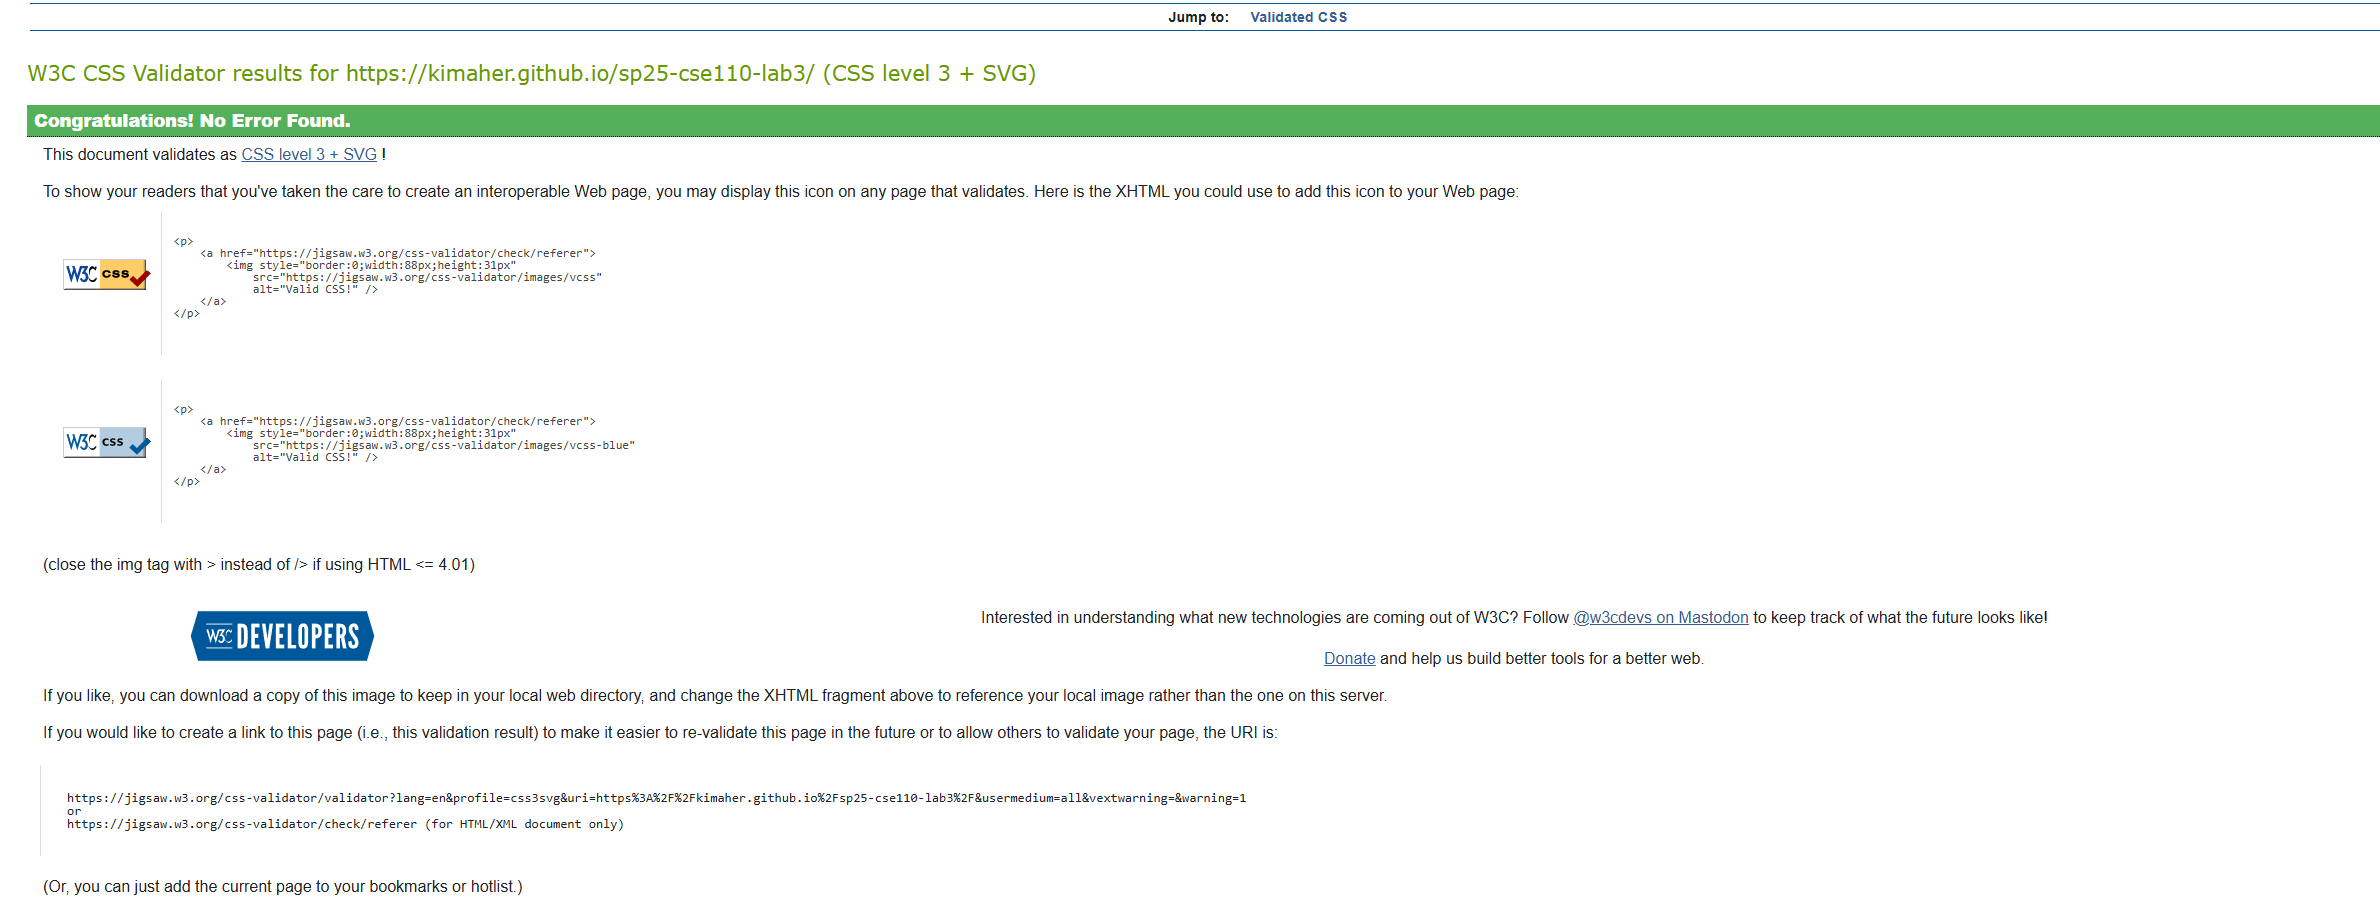 Jump to: Validated CSS
W3C CSS Validator results for https://kimaher.github.io/sp25-cse110-lab3/ (CSS level 3 + SVG)
Congratulations! No Error Found.
This document validates as CSS level 3 + SVG !
To show your readers that you've taken the care to create an interoperable Web page, you may display this icon on any page that validates. Here is the XHTML you could use to add this icon to your Web page:
W3C css
<p>
    <a href="https://jigsaw.w3.org/css-validator/check/referer">
        <img style="border:0;width:88px;height:31px"
            src="https://jigsaw.w3.org/css-validator/images/vcss"
            alt="Valid CSS!" />
    </a>
</p>
W3C css
<p>
    <a href="https://jigsaw.w3.org/css-validator/check/referer">
        <img style="border:0;width:88px;height:31px"
            src="https://jigsaw.w3.org/css-validator/images/vcss-blue"
            alt="Valid CSS!" />
    </a>
</p>
(close the img tag with > instead of /> if using HTML <= 4.01)
W3C DEVELOPERS
Interested in understanding what new technologies are coming out of W3C? Follow @w3cdevs on Mastodon to keep track of what the future looks like!
Donate and help us build better tools for a better web.
If you like, you can download a copy of this image to keep in your local web directory, and change the XHTML fragment above to reference your local image rather than the one on this server.
If you would like to create a link to this page (i.e., this validation result) to make it easier to re-validate this page in the future or to allow others to validate your page, the URI is:
https://jigsaw.w3.org/css-validator/validator?lang=en&profile=css3svg&uri=https%3A%2F%2Fkimaher.github.io%2Fsp25-cse110-lab3%2F&usermedium=all&vextwarning=&warning=1
or
https://jigsaw.w3.org/css-validator/check/referer (for HTML/XML document only)
(Or, you can just add the current page to your bookmarks or hotlist.)